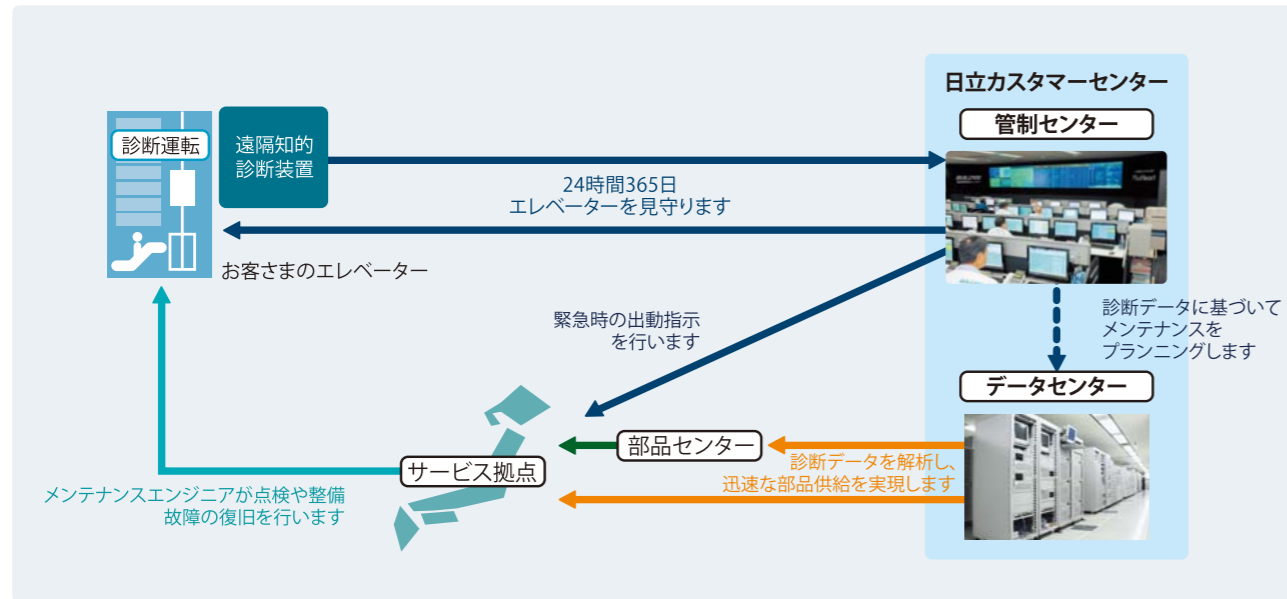 日立カスタマーセンター
管制センター
診断運転
遠隔知的
診断装置
24時間365日
エレベーターを見守ります
お客さまのエレベーター
緊急時の出動指示
を行います
診断データに基づいて
メンテナンスを
プランニングします
データセンター
部品センター
診断データを解析し、
迅速な部品供給を実現します
サービス拠点
メンテナンスエンジニアが点検や整備
故障の復旧を行います